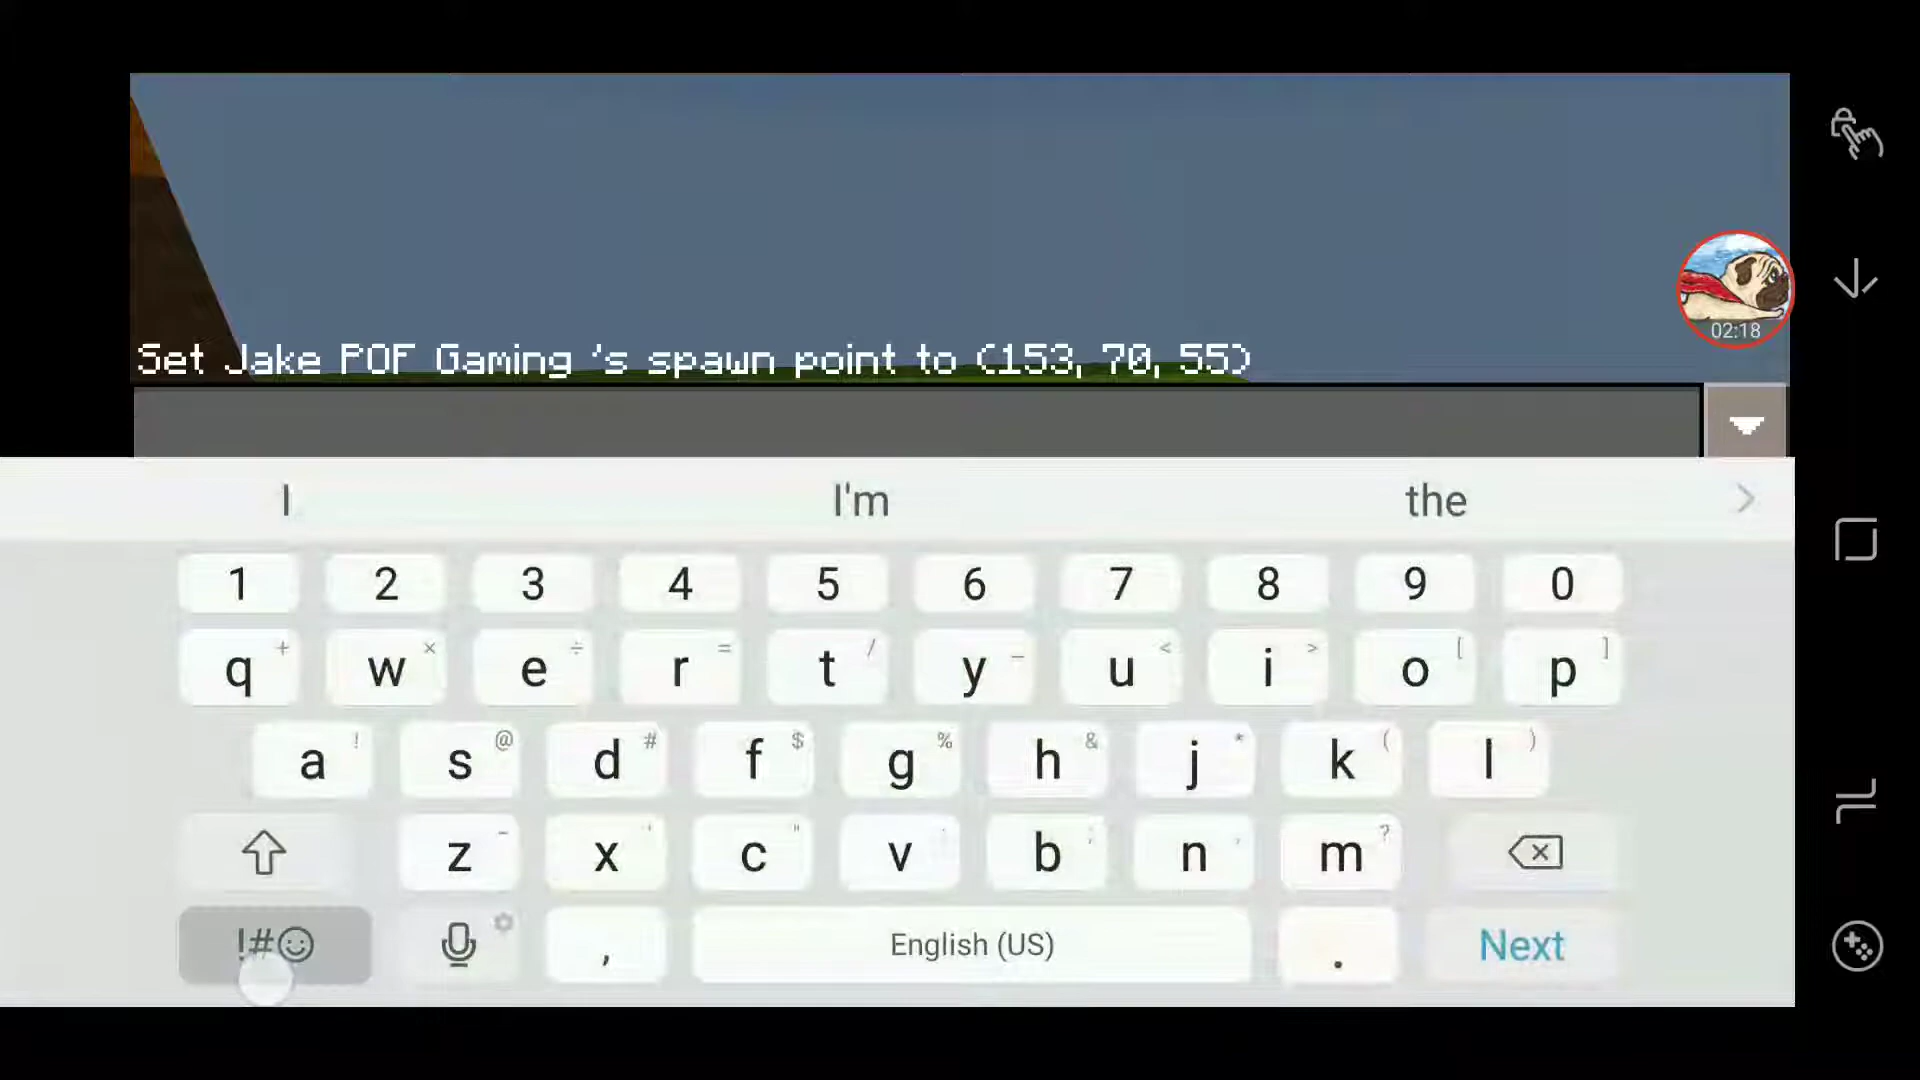 02:18
Set Jake POF Gaming 's spawn point to (153, 70, 55)
I I'm the >
1 2 3 4 5 6 7 8 9 0
q + w × e ÷ r = t / y _ u < i > o [ p ]
a ! s @ d # f $ g % h & j * k ( l )
z - x ' c " v : b ; n , m ?
!#☺ , English (US) . Next